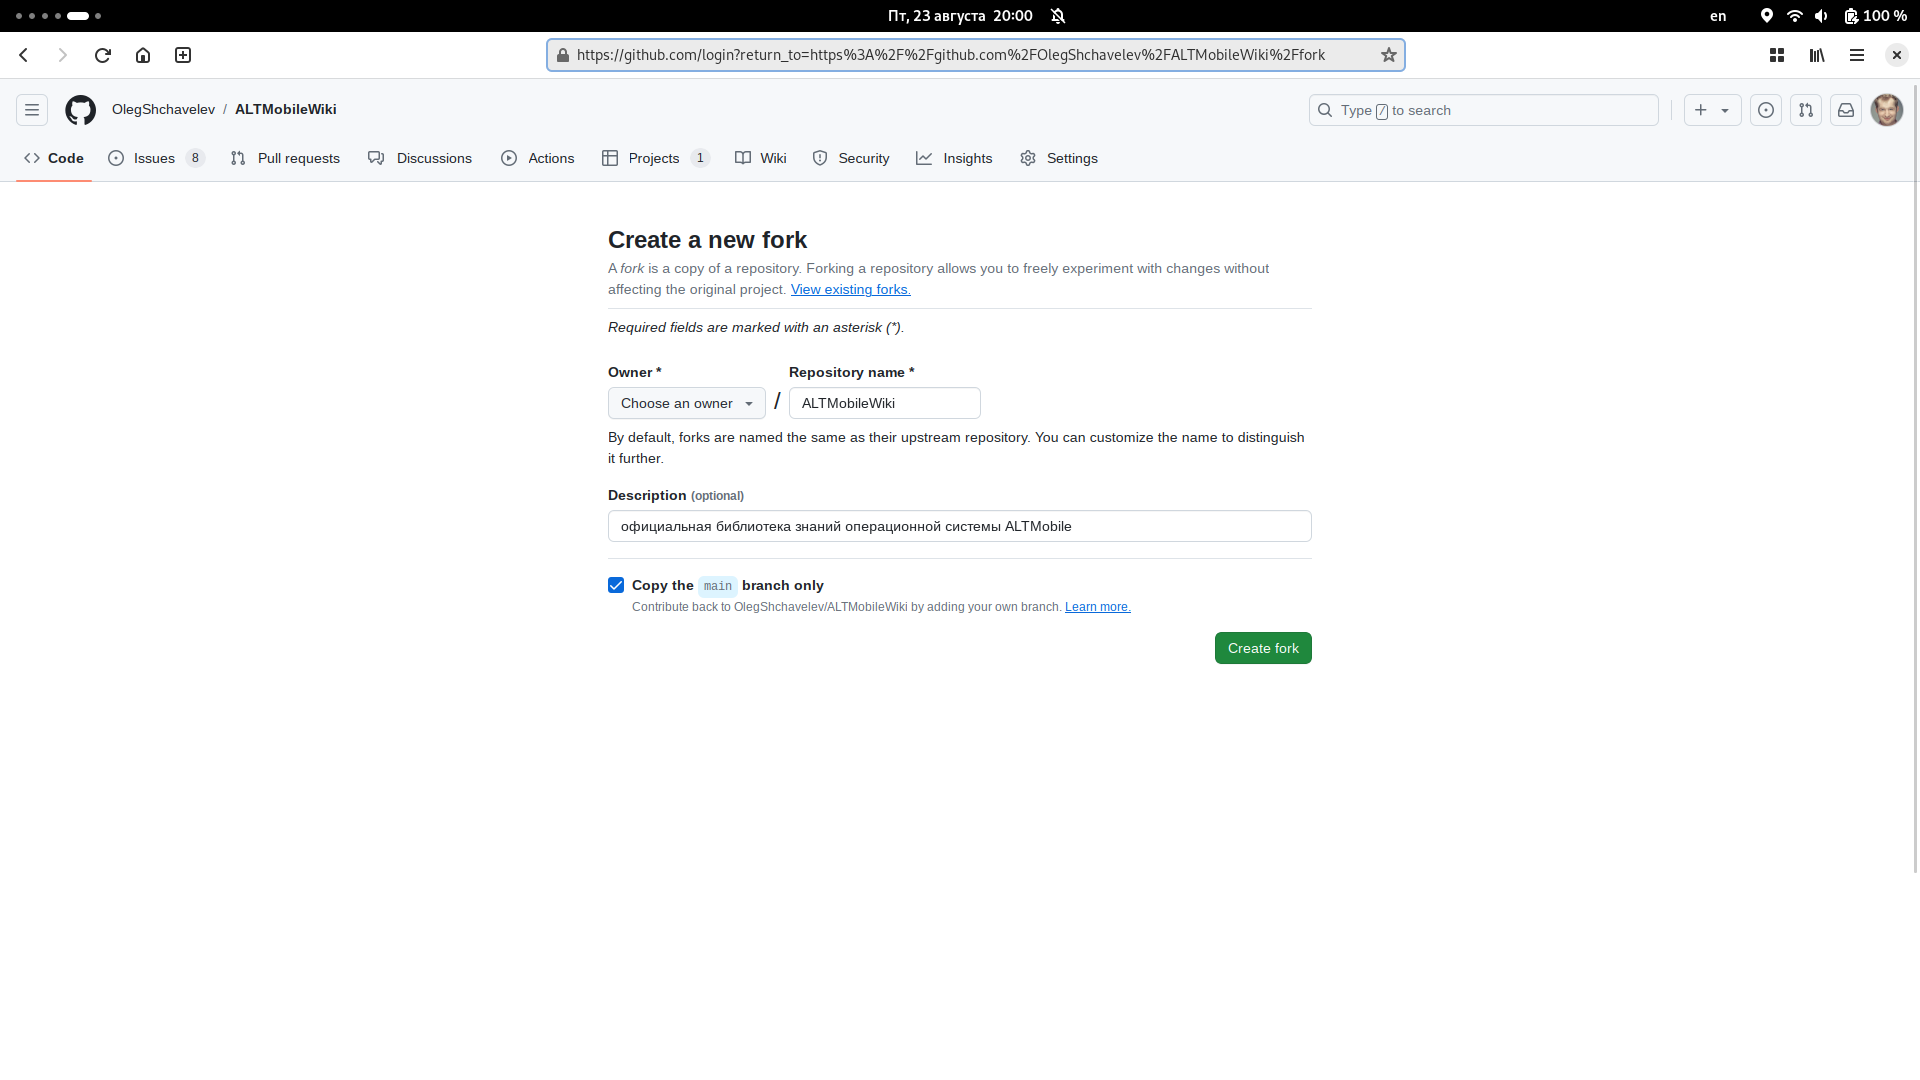 Пт, 23 августа 20:00
en
100 %
https://github.com/login?return_to=https%3A%2F%2Fgithub.com%2FOlegShchavelev%2FALTMobileWiki%2Ffork
OlegShchavelev / ALTMobileWiki
Type / to search
Code
Issues 8
Pull requests
Discussions
Actions
Projects 1
Wiki
Security
Insights
Settings
Create a new fork
A fork is a copy of a repository. Forking a repository allows you to freely experiment with changes without
affecting the original project. View existing forks.
Required fields are marked with an asterisk (*).
Owner *
Repository name *
Choose an owner / ALTMobileWiki
By default, forks are named the same as their upstream repository. You can customize the name to distinguish
it further.
Description (optional)
официальная библиотека знаний операционной системы ALTMobile
Copy the main branch only
Contribute back to OlegShchavelev/ALTMobileWiki by adding your own branch. Learn more.
Create fork